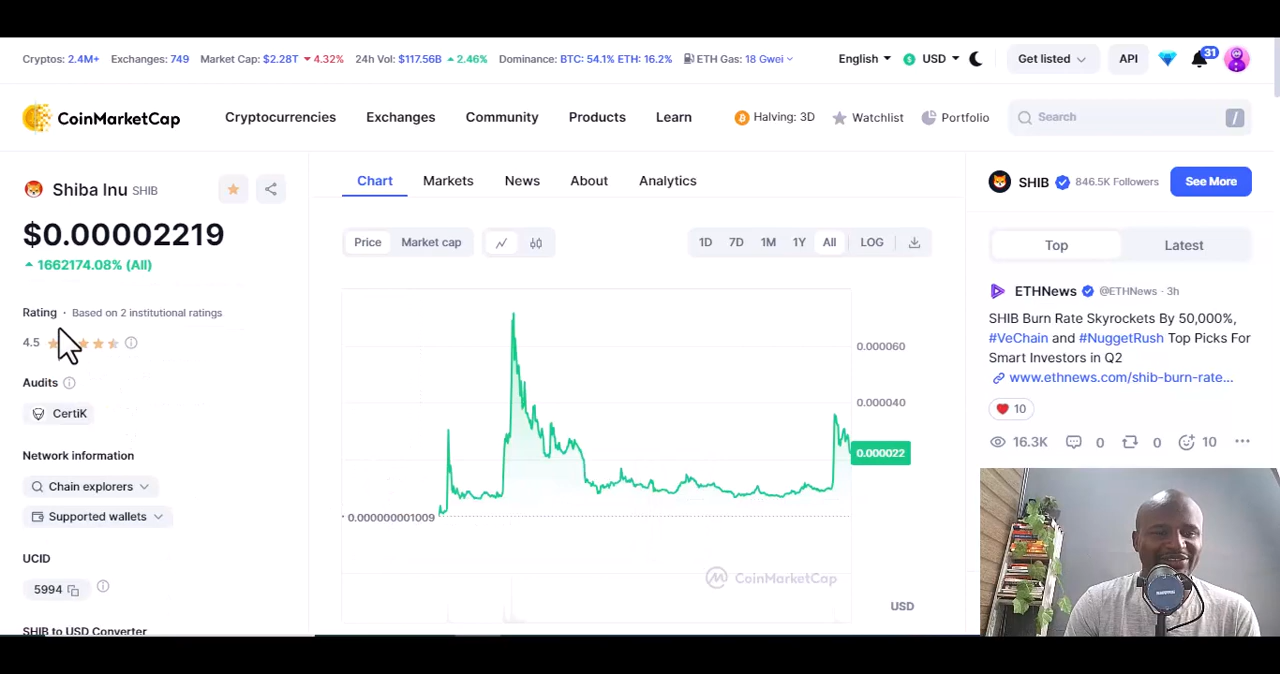 Cryptos: 2.4M+ Exchanges: 749 Market Cap: $2.28T 4.32% 24h Vol: $117.56B 2.46% Dominance: BTC: 54.1% ETH: 16.2% ETH Gas: 18 Gwei English USD Get listed API 31
CoinMarketCap Cryptocurrencies Exchanges Community Products Learn Halving: 3D Watchlist Portfolio Search /
Shiba Inu SHIB
$0.00002219
1662174.08% (All)
Rating · Based on 2 institutional ratings
4.5
Audits
CertiK
Network information
Chain explorers
Supported wallets
UCID
5994
SHIB to USD Converter
Chart Markets News About Analytics
Price Market cap 1D 7D 1M 1Y All LOG
0.000060
0.000040
0.000022
0.000000001009
CoinMarketCap
USD
SHIB 846.5K Followers See More
Top Latest
ETHNews @ETHNews · 3h
SHIB Burn Rate Skyrockets By 50,000%,
#VeChain and #NuggetRush Top Picks For
Smart Investors in Q2
www.ethnews.com/shib-burn-rate...
10
16.3K 0 0 10